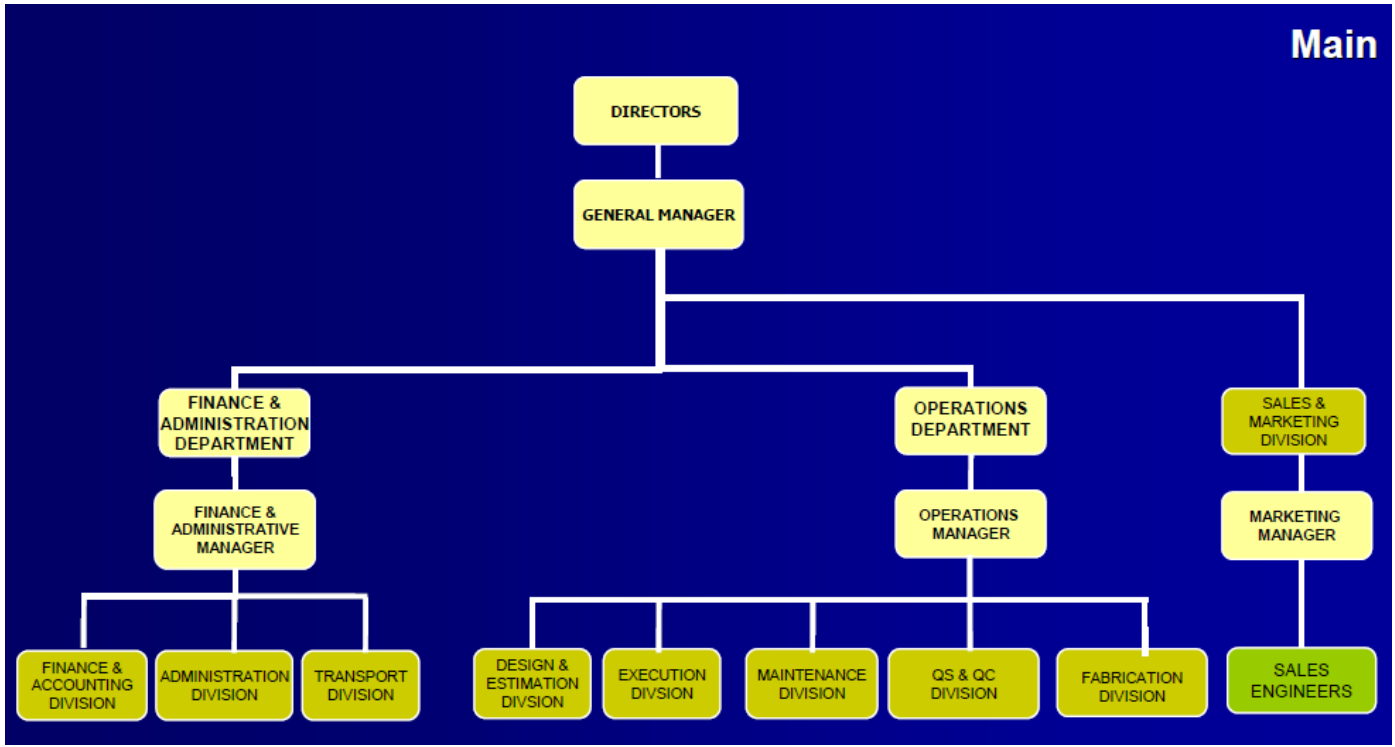 Main
DIRECTORS
GENERAL MANAGER
FINANCE &
ADMINISTRATION
DEPARTMENT
OPERATIONS
DEPARTMENT
SALES &
MARKETING
DIVISION
FINANCE &
ADMINISTRATIVE
MANAGER
OPERATIONS
MANAGER
MARKETING
MANAGER
FINANCE &
ACCOUNTING
DIVISION
ADMINISTRATION
DIVISION
TRANSPORT
DIVISION
DESIGN &
ESTIMATION
DIVSION
EXECUTION
DIVSION
MAINTENANCE
DIVISION
QS & QC
DIVISION
FABRICATION
DIVISION
SALES
ENGINEERS